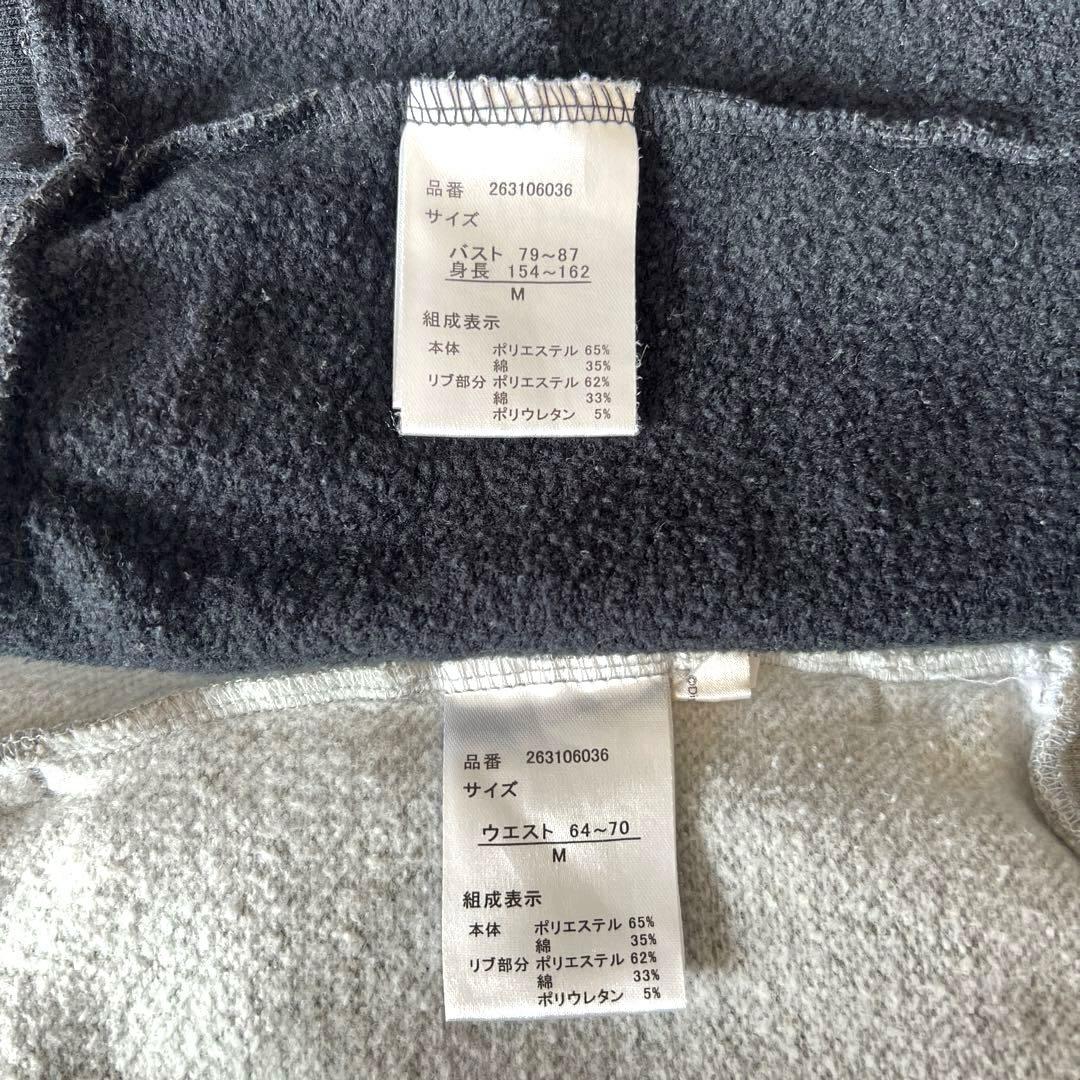 品番 263106036
サイズ
バスト 79～87
身長 154～162
M
組成表示
本体 ポリエステル 65%
綿 35%
リブ部分 ポリエステル 62%
綿 33%
ポリウレタン 5%
品番 263106036
サイズ
ウエスト 64～70
M
組成表示
本体 ポリエステル 65%
綿 35%
リブ部分 ポリエステル 62%
綿 33%
ポリウレタン 5%